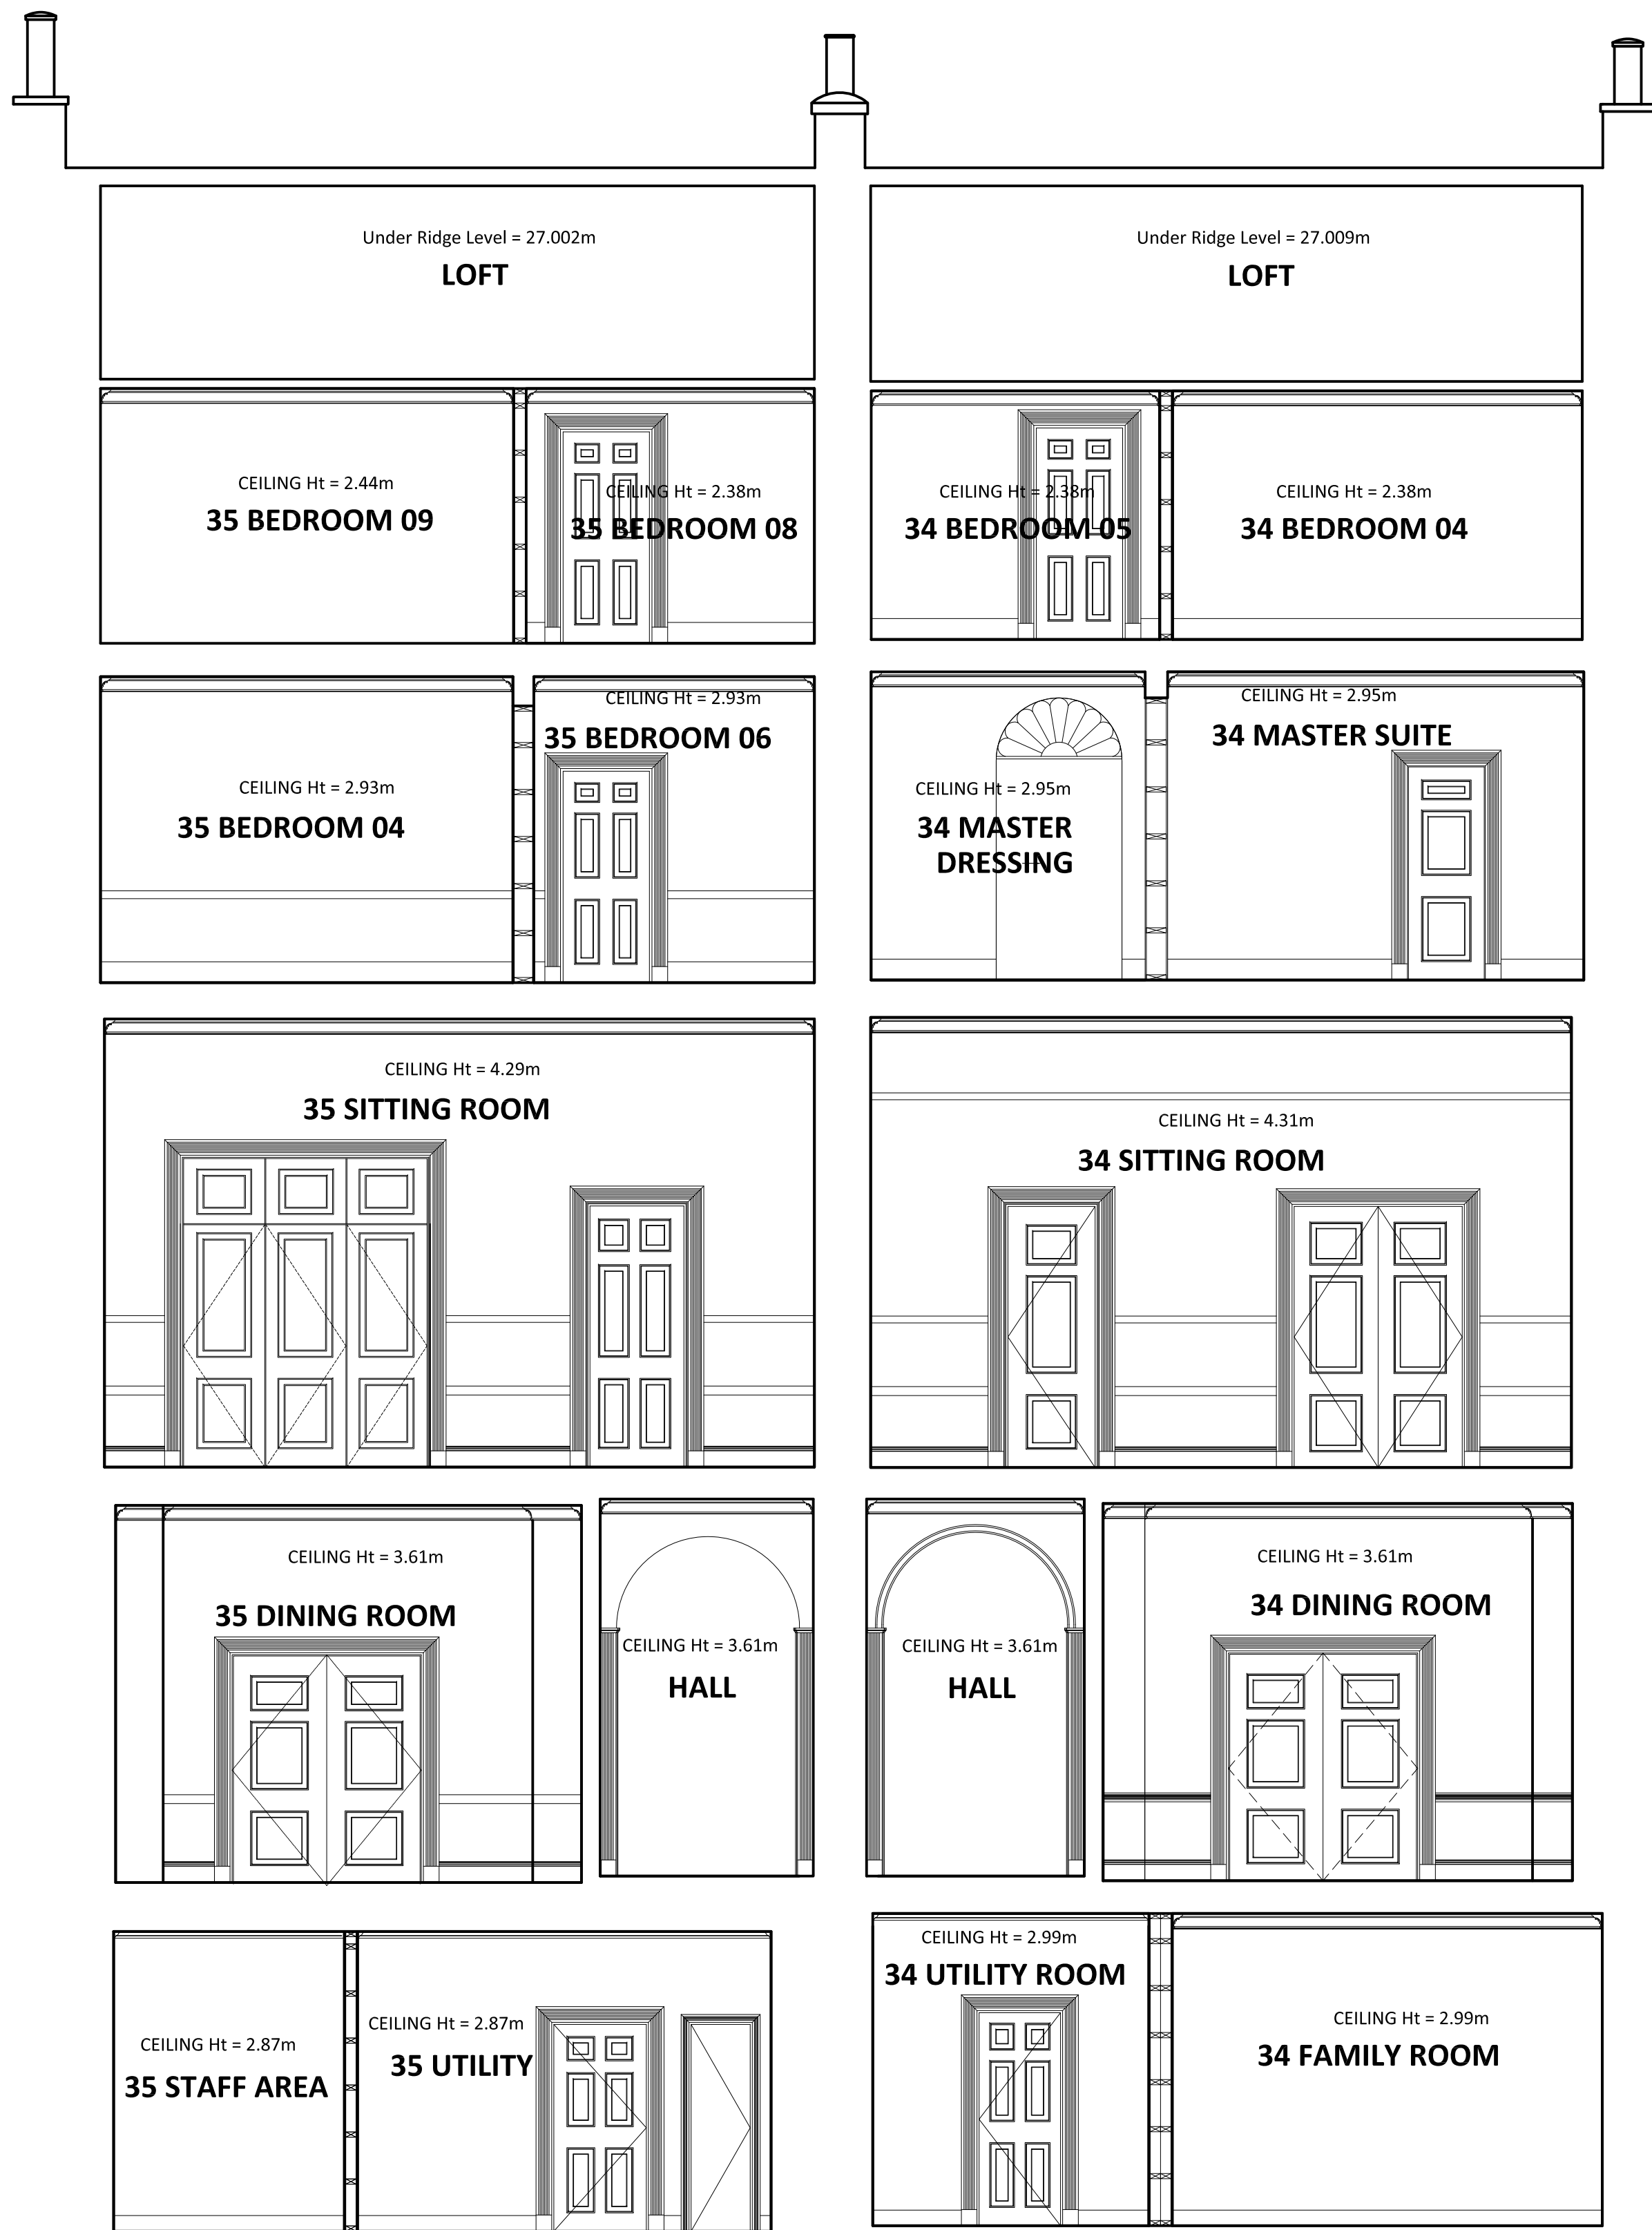 Under Ridge Level = 27.002m
LOFT
Under Ridge Level = 27.009m
LOFT
CEILING Ht = 2.44m
35 BEDROOM 09
CEILING Ht = 2.38m
35 BEDROOM 08
CEILING Ht = 2.38m
34 BEDROOM 05
CEILING Ht = 2.38m
34 BEDROOM 04
CEILING Ht = 2.93m
35 BEDROOM 04
CEILING Ht = 2.93m
35 BEDROOM 06
CEILING Ht = 2.95m
34 MASTER
DRESSING
CEILING Ht = 2.95m
34 MASTER SUITE
CEILING Ht = 4.29m
35 SITTING ROOM
CEILING Ht = 4.31m
34 SITTING ROOM
CEILING Ht = 3.61m
35 DINING ROOM
CEILING Ht = 3.61m
HALL
CEILING Ht = 3.61m
HALL
CEILING Ht = 3.61m
34 DINING ROOM
CEILING Ht = 2.87m
35 STAFF AREA
CEILING Ht = 2.87m
35 UTILITY
CEILING Ht = 2.99m
34 UTILITY ROOM
CEILING Ht = 2.99m
34 FAMILY ROOM